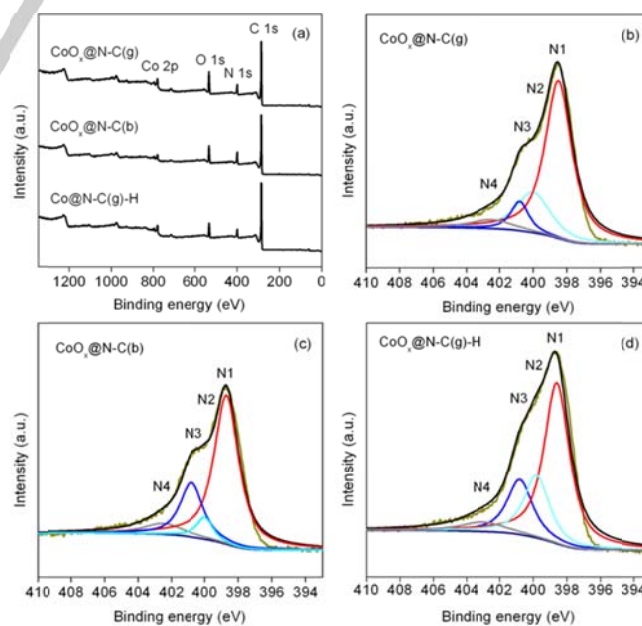 (a)
C 1s
CoOx@N-C(g)
Co 2p
O 1s
N 1s
CoOx@N-C(b)
Co@N-C(g)-H
Intensity (a.u.)
1200 1000 800 600 400 200 0
Binding energy (eV)
CoOx@N-C(g)
(b)
N1
N2
N3
N4
Intensity (a.u.)
410 408 406 404 402 400 398 396 394
Binding energy (eV)
CoOx@N-C(b)
(c)
N1
N2
N3
N4
Intensity (a.u.)
410 408 406 404 402 400 398 396 394
Binding energy (eV)
CoOx@N-C(g)-H
(d)
N1
N2
N3
N4
Intensity (a.u.)
410 408 406 404 402 400 398 396 394
Binding energy (eV)